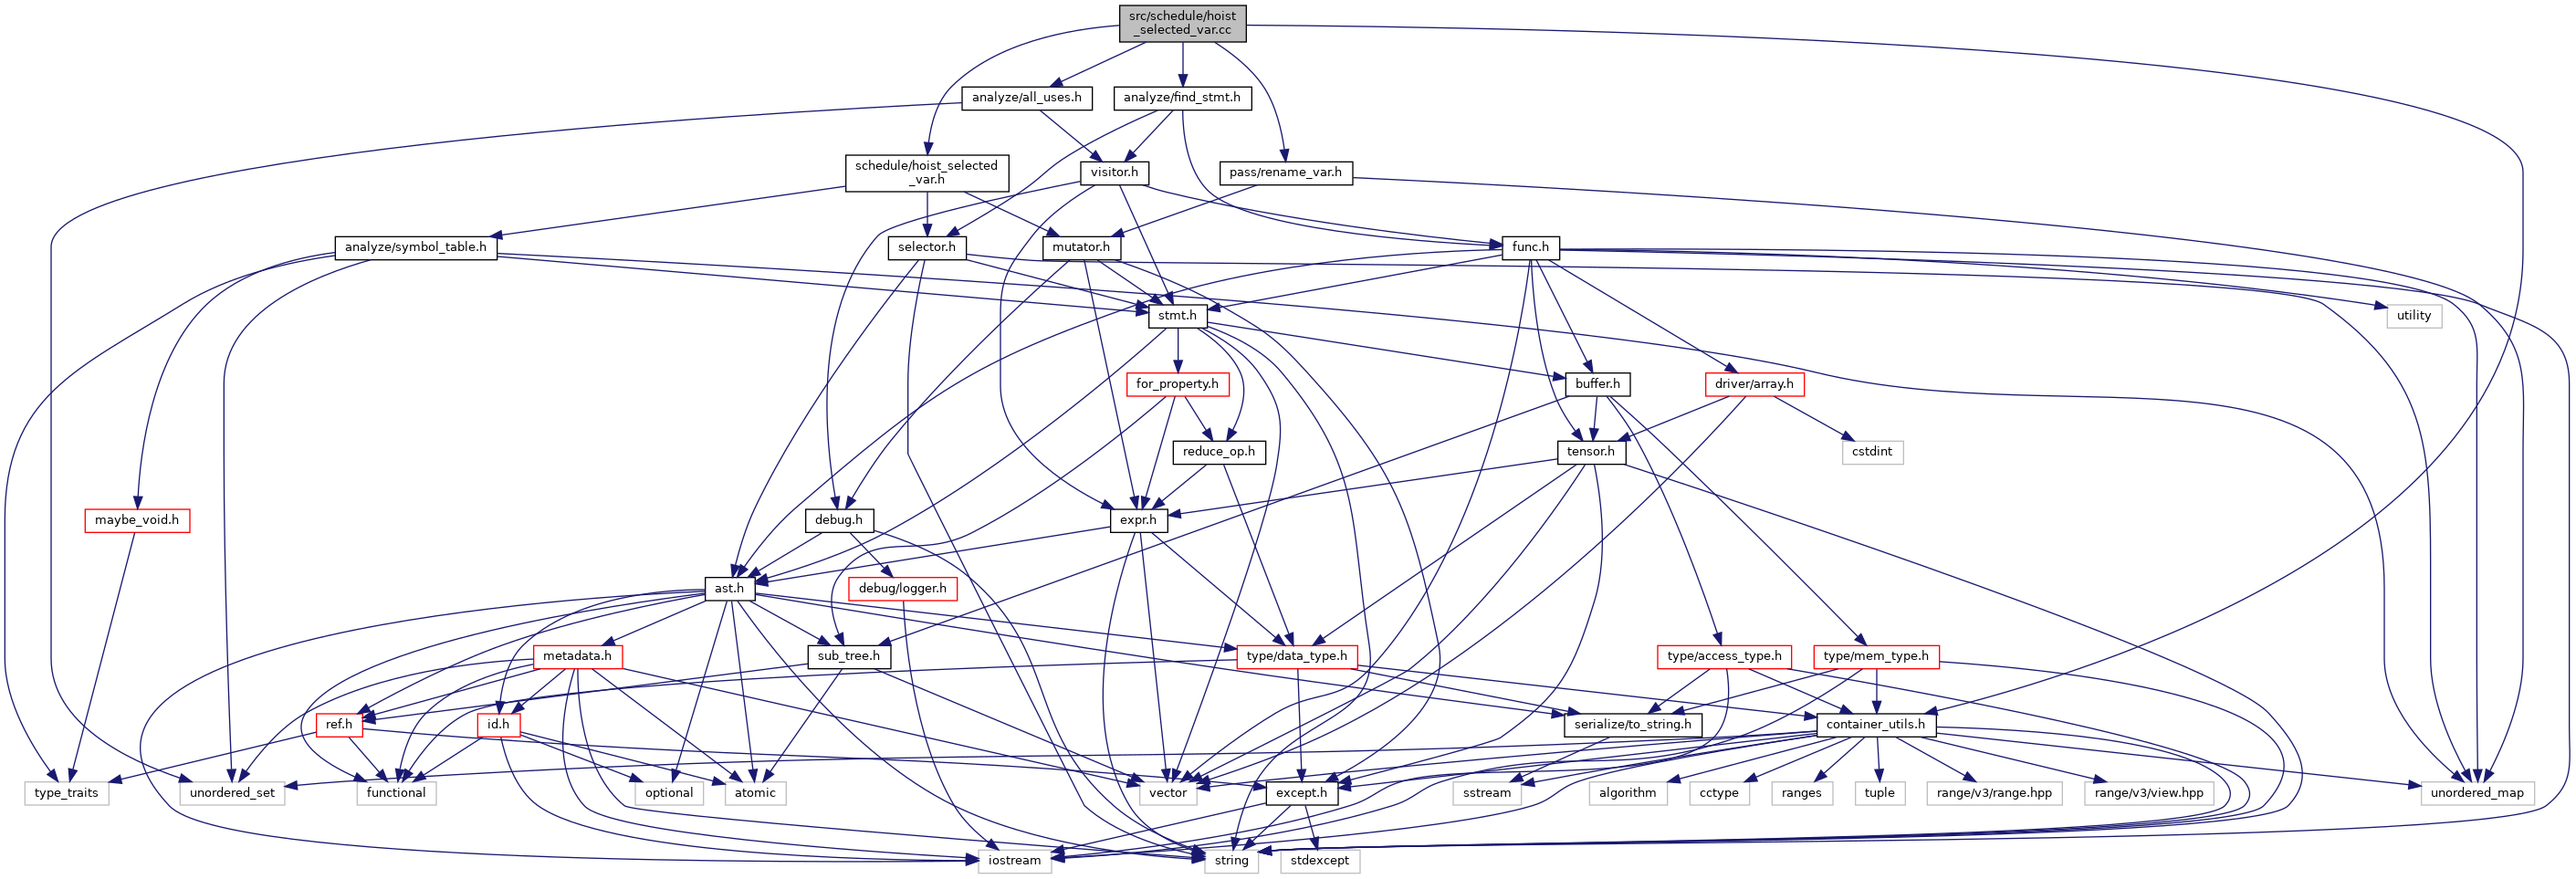 src/schedule/hoist
_selected_var.cc
analyze/all_uses.h
analyze/find_stmt.h
schedule/hoist_selected
_var.h
visitor.h
pass/rename_var.h
analyze/symbol_table.h
selector.h
mutator.h
func.h
stmt.h
utility
for_property.h
buffer.h
driver/array.h
reduce_op.h
tensor.h
cstdint
maybe_void.h
debug.h
expr.h
ast.h
debug/logger.h
metadata.h
sub_tree.h
type/data_type.h
type/access_type.h
type/mem_type.h
ref.h
id.h
serialize/to_string.h
container_utils.h
type_traits
unordered_set
functional
optional
atomic
vector
except.h
sstream
algorithm
cctype
ranges
tuple
range/v3/range.hpp
range/v3/view.hpp
unordered_map
iostream
string
stdexcept